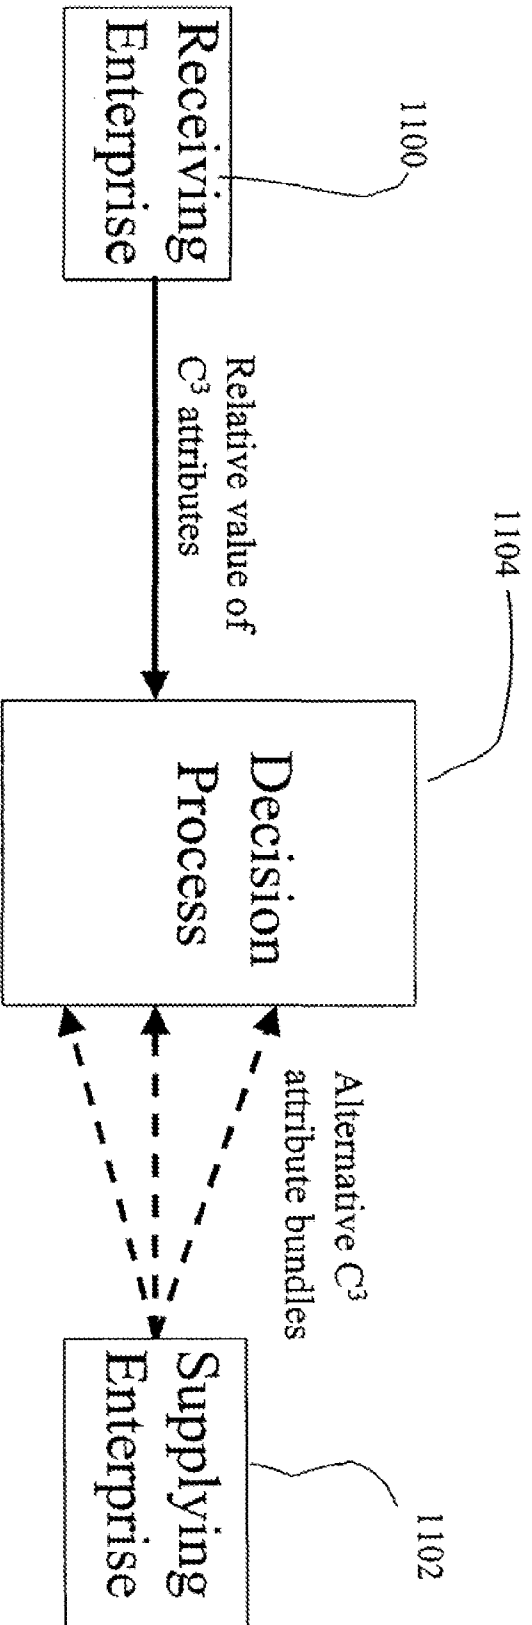 1100
Receiving
Enterprise
Relative value of
C³ attributes
1104
Decision
Process
Alternative C³
attribute bundles
1102
Supplying
Enterprise